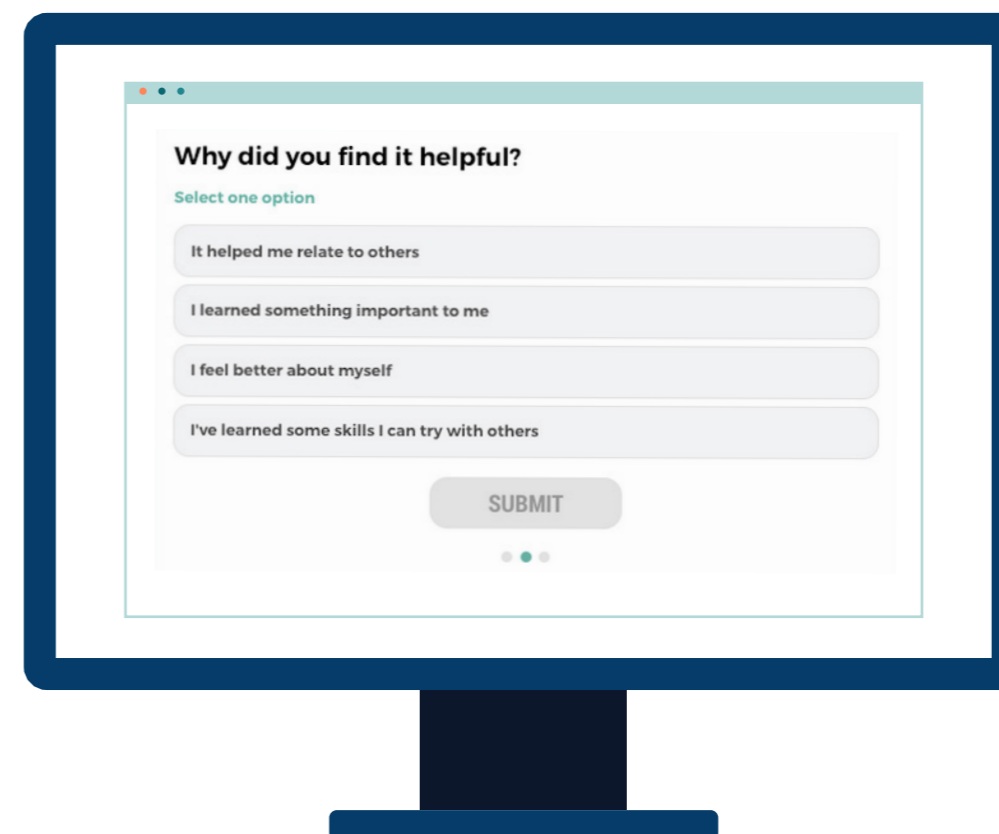 Why did you find it helpful?
Select one option
It helped me relate to others
I learned something important to me
I feel better about myself
I've learned some skills I can try with others
SUBMIT